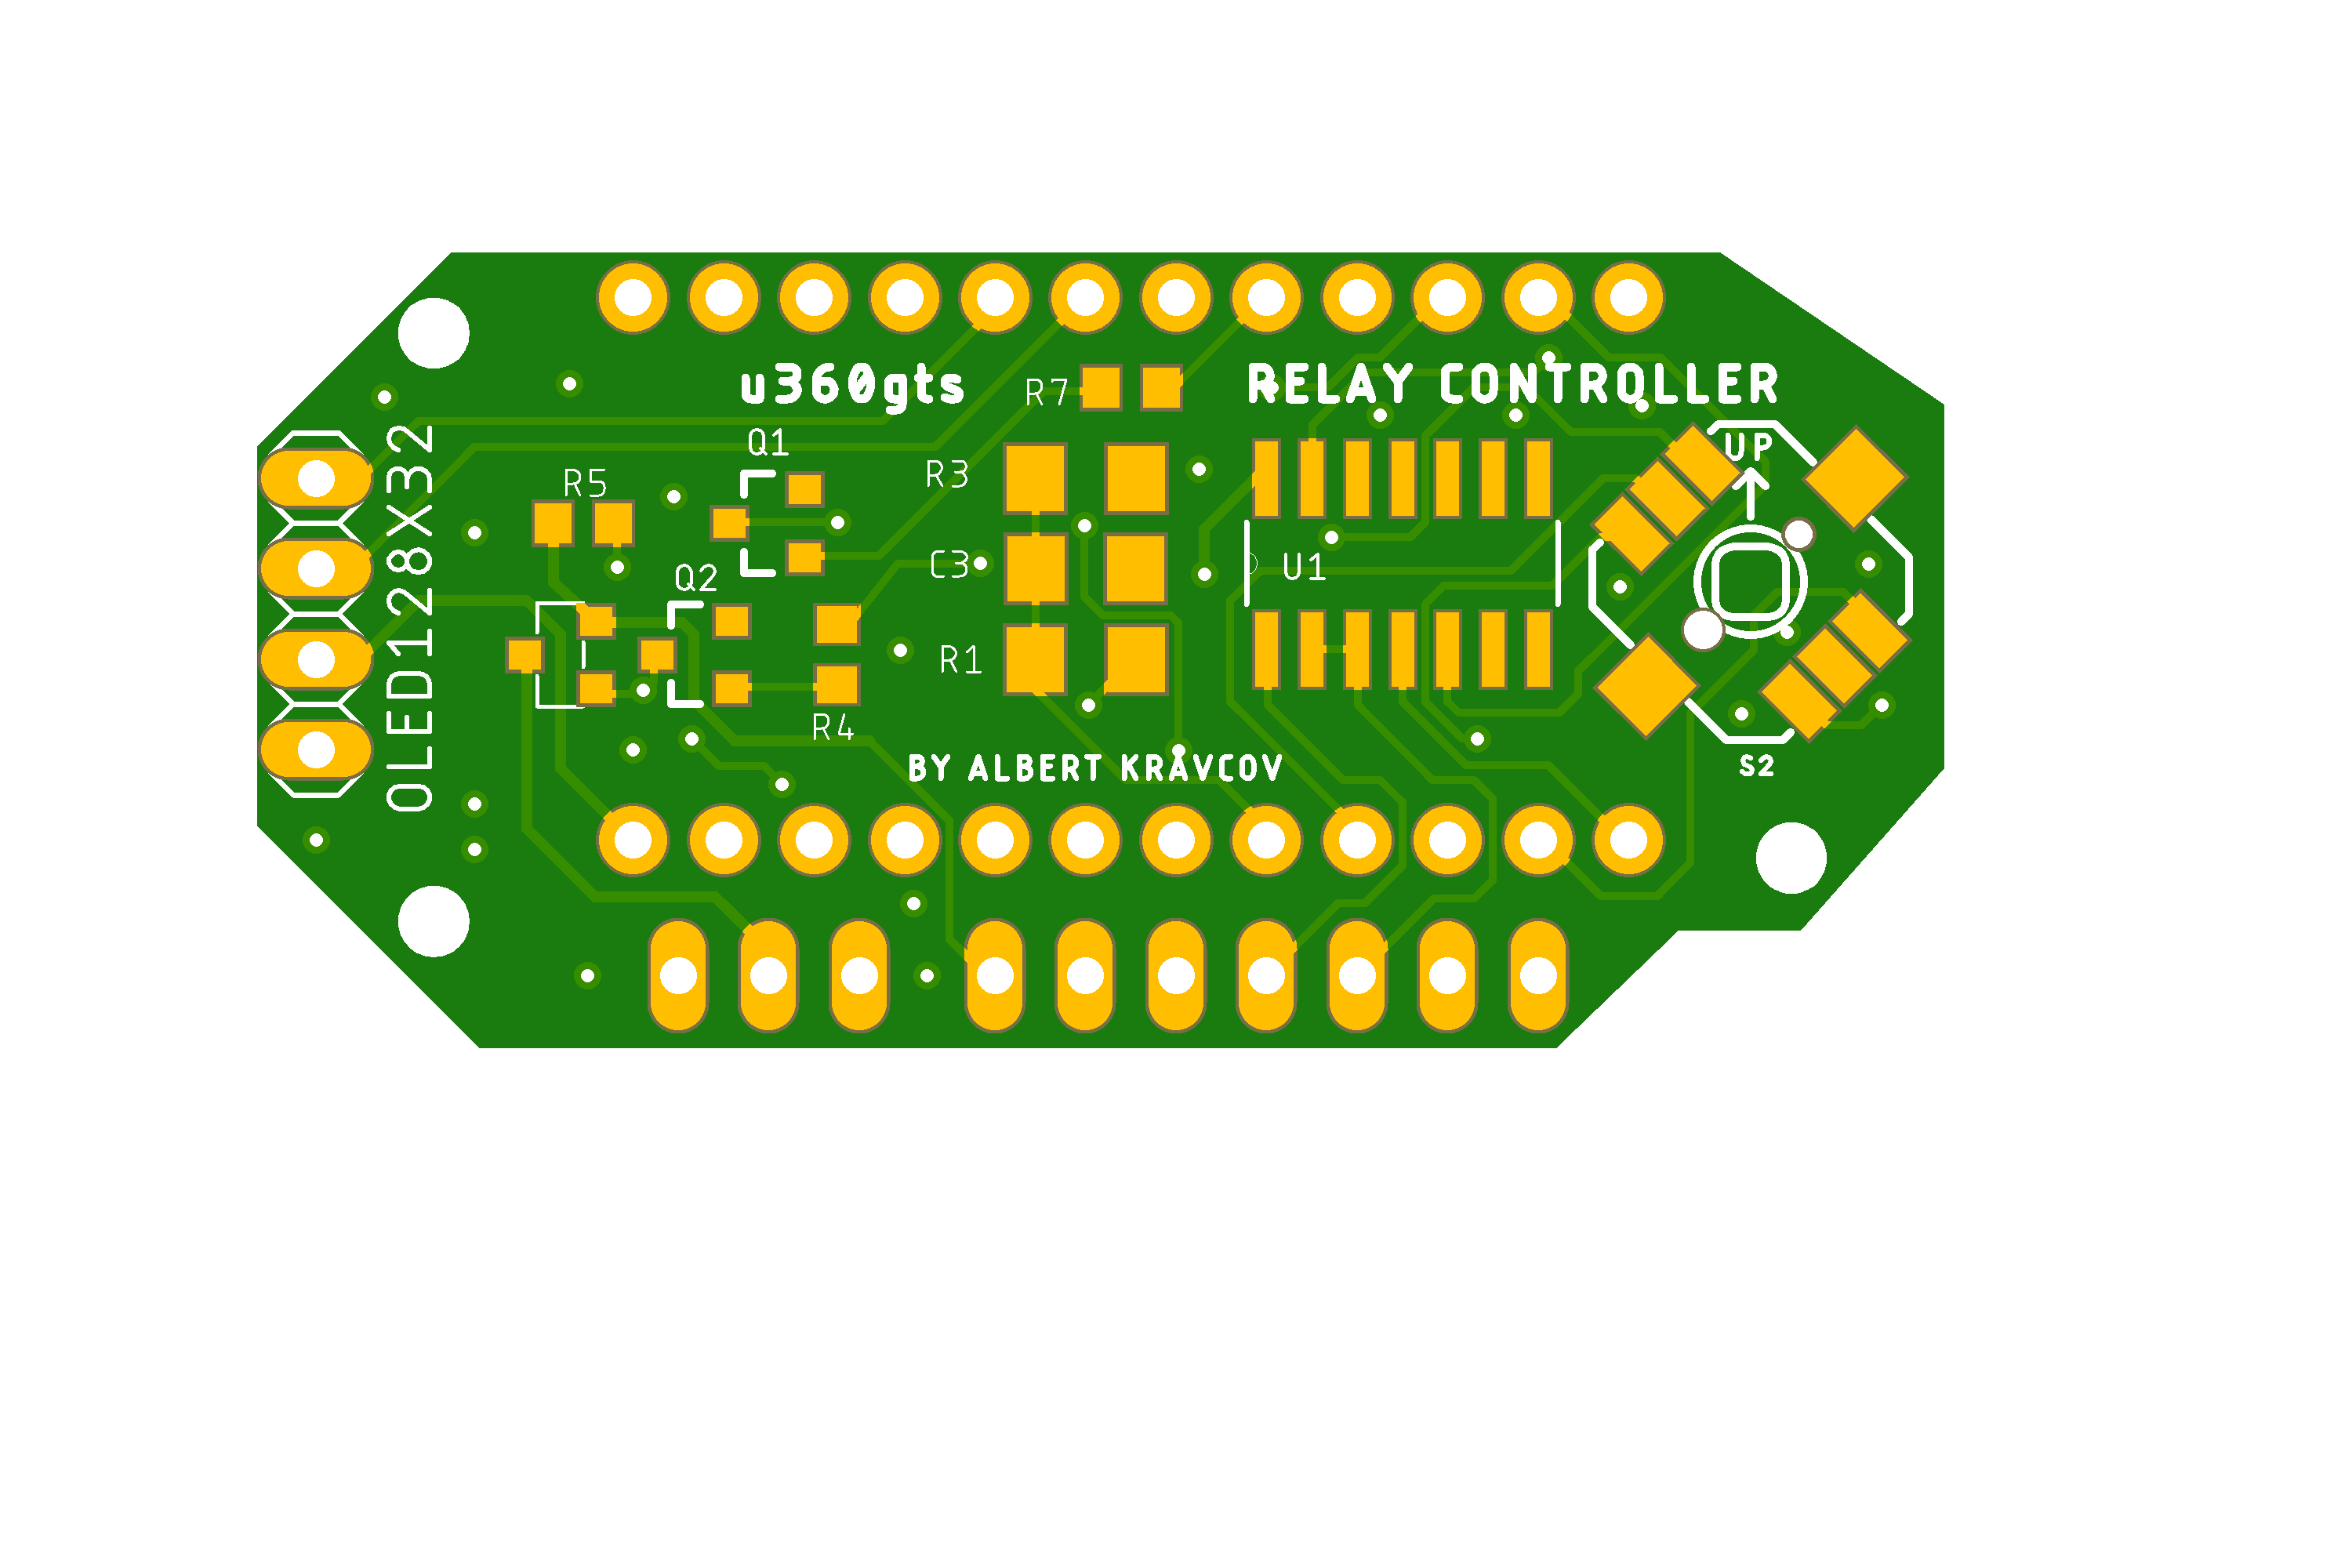 u360gts
RELAY CONTROLLER
R7
Q1
UP
R3
R5
OLED128X32
C3
U1
Q2
R1
R4
BY ALBERT KRAVCOV
S2